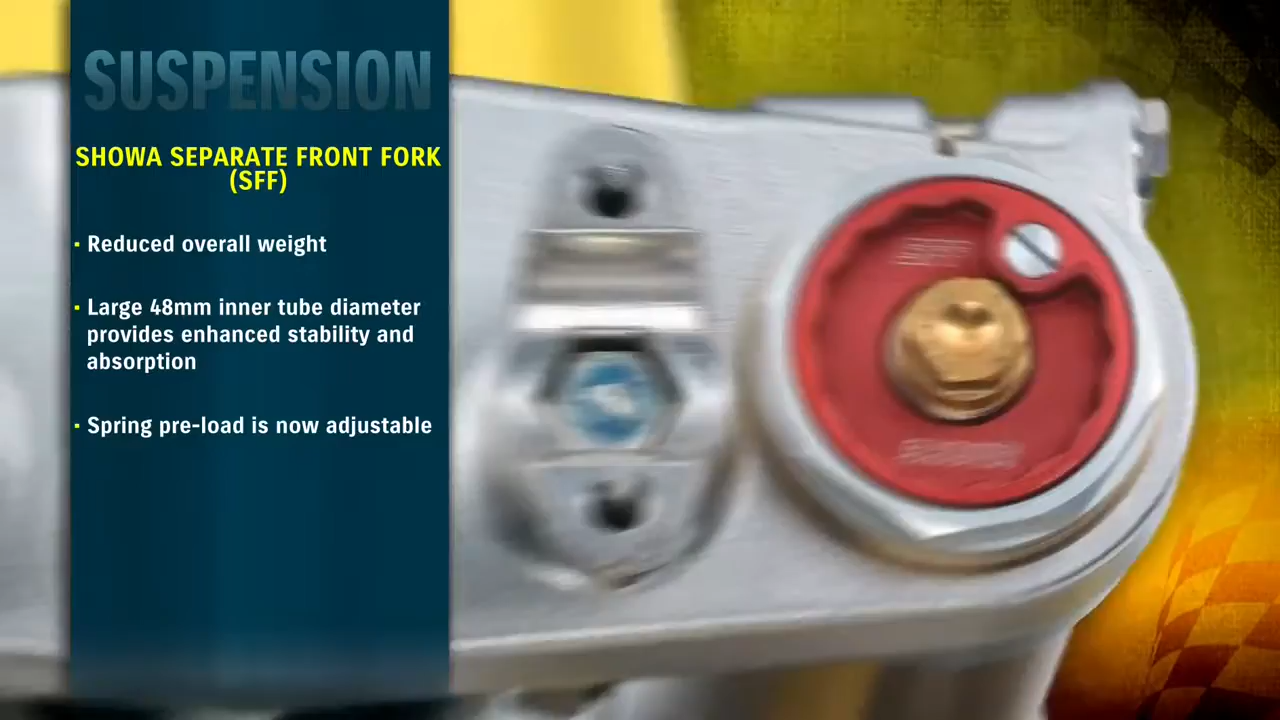 SUSPENSION
SHOWA SEPARATE FRONT FORK
(SFF)
· Reduced overall weight
· Large 48mm inner tube diameter
provides enhanced stability and
absorption
· Spring pre-load is now adjustable